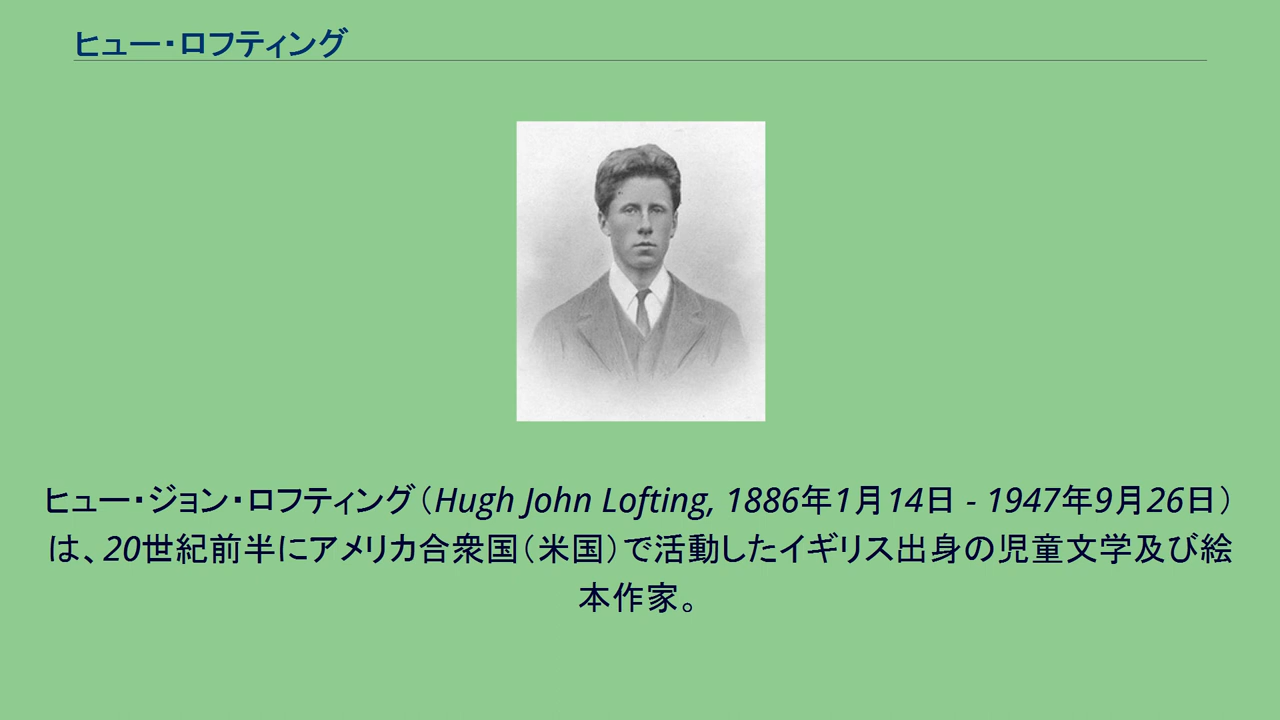 ヒュー・ロフティング
ヒュー・ジョン・ロフティング（Hugh John Lofting, 1886年1月14日 - 1947年9月26日）
は、20世紀前半にアメリカ合衆国（米国）で活動したイギリス出身の児童文学及び絵
本作家。